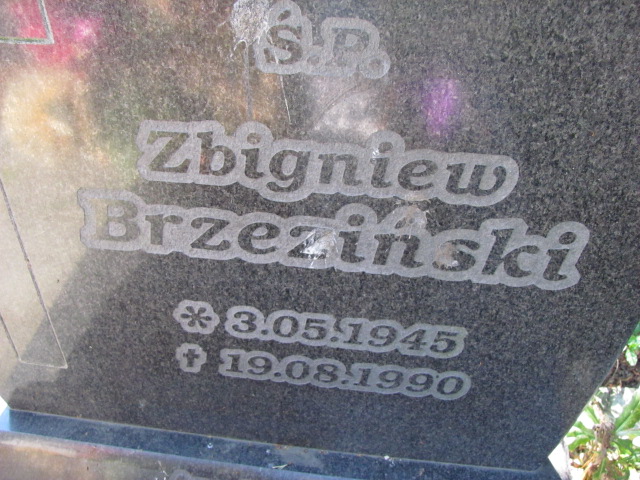 Ś.P.
Zbigniew
Brzeziński
* 3.05.1945
✝ 19.08.1990